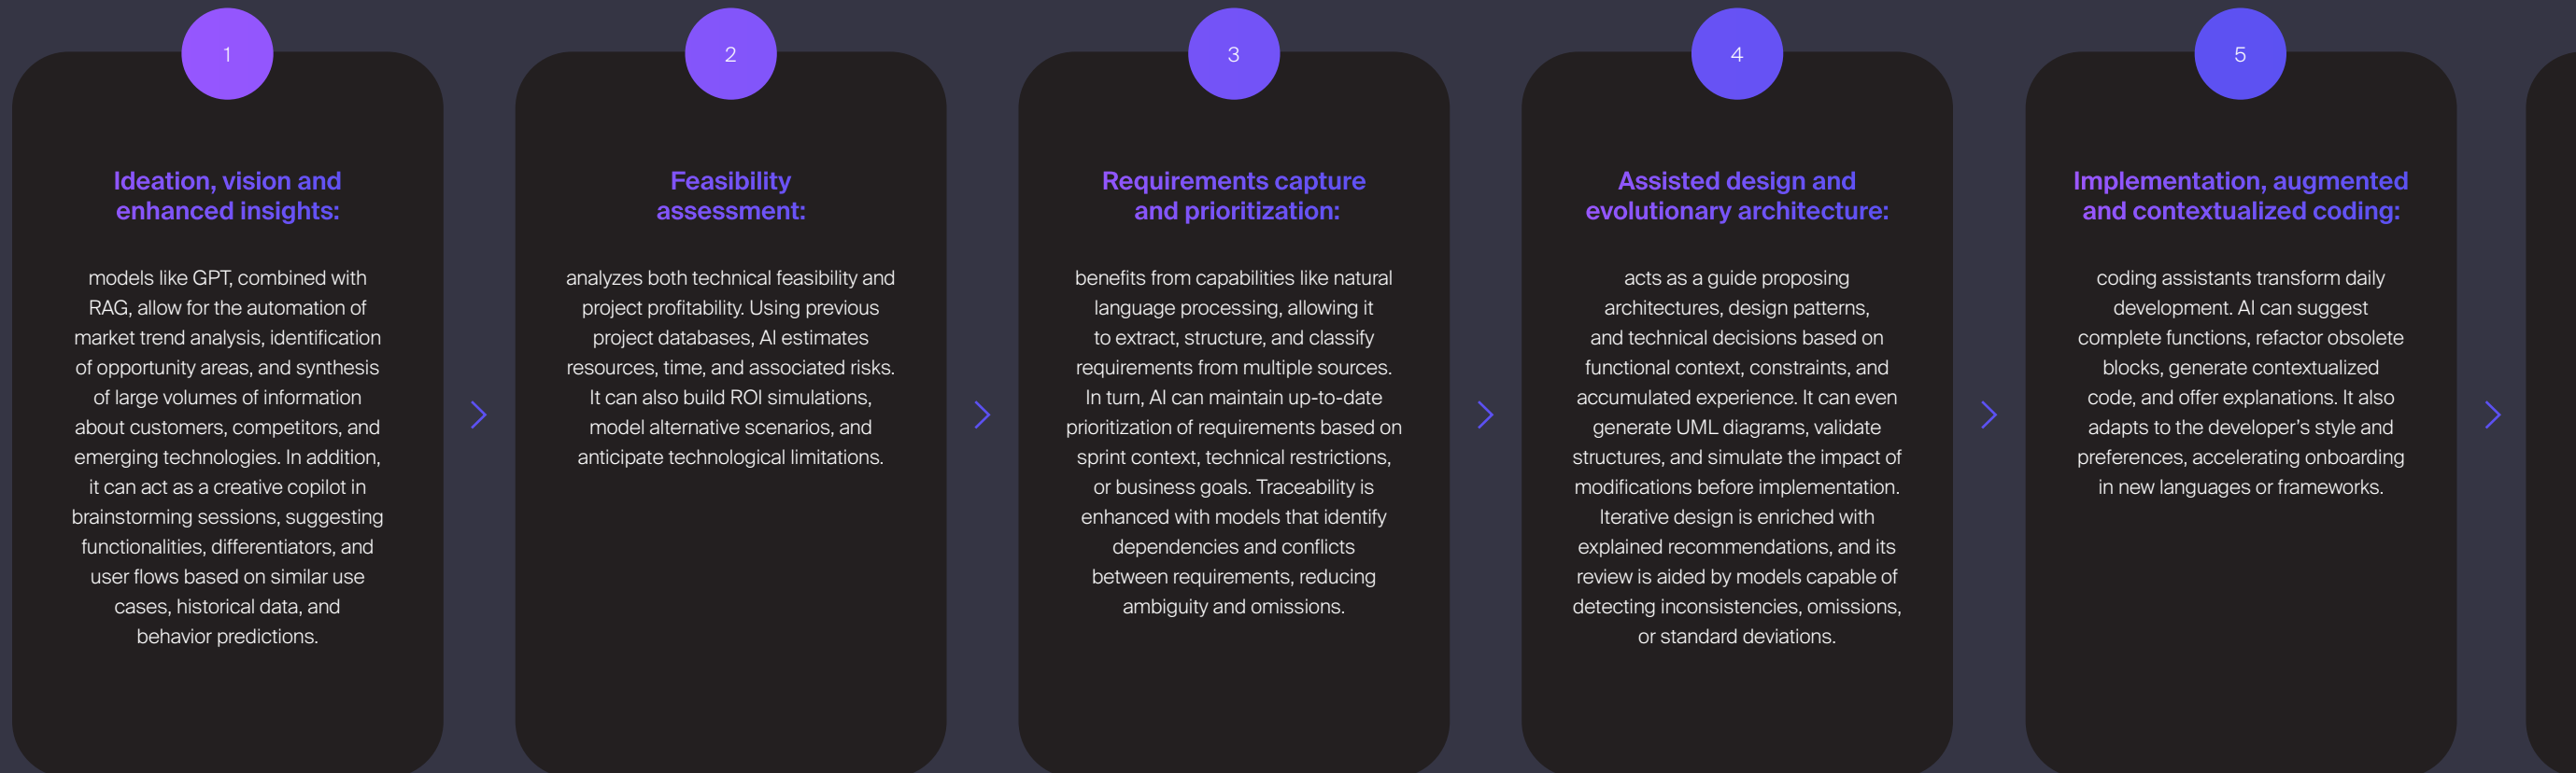 1
Ideation, vision and
enhanced insights:
models like GPT, combined with
RAG, allow for the automation of
market trend analysis, identification
of opportunity areas, and synthesis
of large volumes of information
about customers, competitors, and
emerging technologies. In addition,
it can act as a creative copilot in
brainstorming sessions, suggesting
functionalities, differentiators, and
user flows based on similar use
cases, historical data, and
behavior predictions.
2
Feasibility
assessment:
analyzes both technical feasibility and
project profitability. Using previous
project databases, AI estimates
resources, time, and associated risks.
It can also build ROI simulations,
model alternative scenarios, and
anticipate technological limitations.
3
Requirements capture
and prioritization:
benefits from capabilities like natural
language processing, allowing it
to extract, structure, and classify
requirements from multiple sources.
In turn, AI can maintain up-to-date
prioritization of requirements based on
sprint context, technical restrictions,
or business goals. Traceability is
enhanced with models that identify
dependencies and conflicts
between requirements, reducing
ambiguity and omissions.
4
Assisted design and
evolutionary architecture:
acts as a guide proposing
architectures, design patterns,
and technical decisions based on
functional context, constraints, and
accumulated experience. It can even
generate UML diagrams, validate
structures, and simulate the impact of
modifications before implementation.
Iterative design is enriched with
explained recommendations, and its
review is aided by models capable of
detecting inconsistencies, omissions,
or standard deviations.
5
Implementation, augmented
and contextualized coding:
coding assistants transform daily
development. AI can suggest
complete functions, refactor obsolete
blocks, generate contextualized
code, and offer explanations. It also
adapts to the developer’s style and
preferences, accelerating onboarding
in new languages or frameworks.